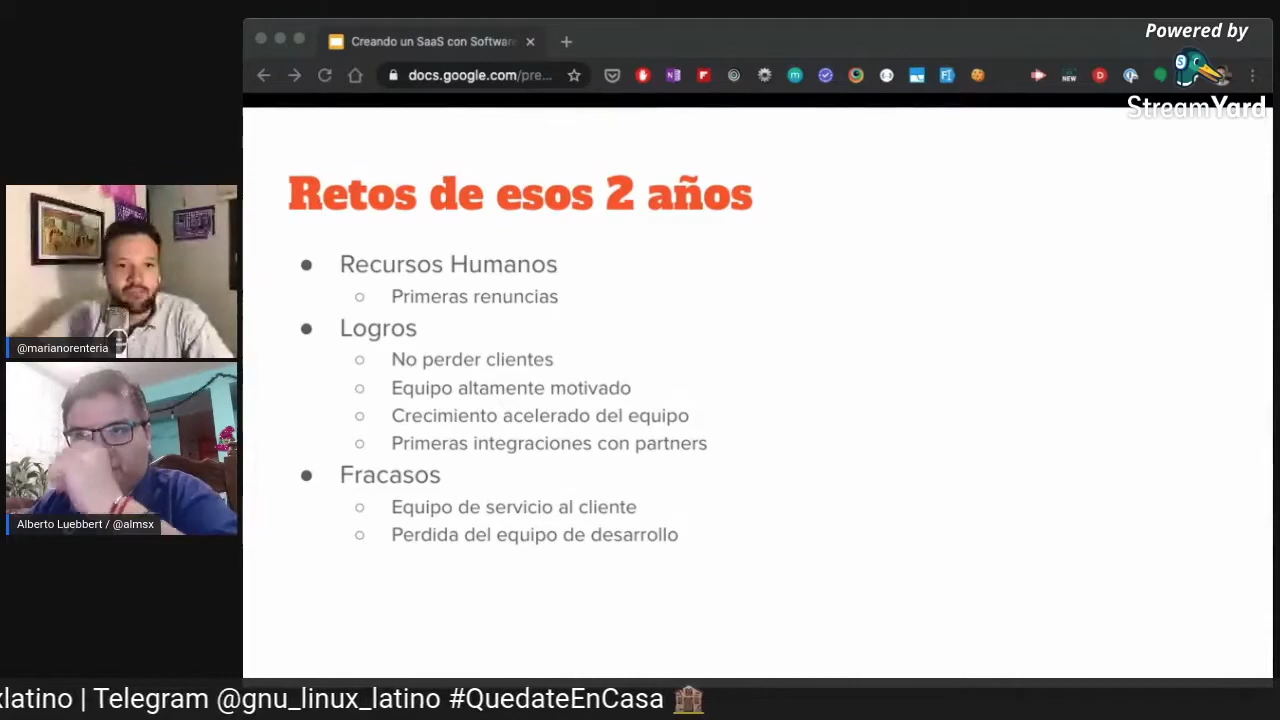 Powered by
StreamYard
Creando un SaaS con Softwar
docs.google.com/pre...
NEW
Retos de esos 2 años
Recursos Humanos
Primeras renuncias
Logros
No perder clientes
Equipo altamente motivado
Crecimiento acelerado del equipo
Primeras integraciones con partners
Fracasos
Equipo de servicio al cliente
Perdida del equipo de desarrollo
@marianorenteria
Alberto Luebbert / @almsx
xlatino | Telegram @gnu_linux_latino #QuedateEnCasa